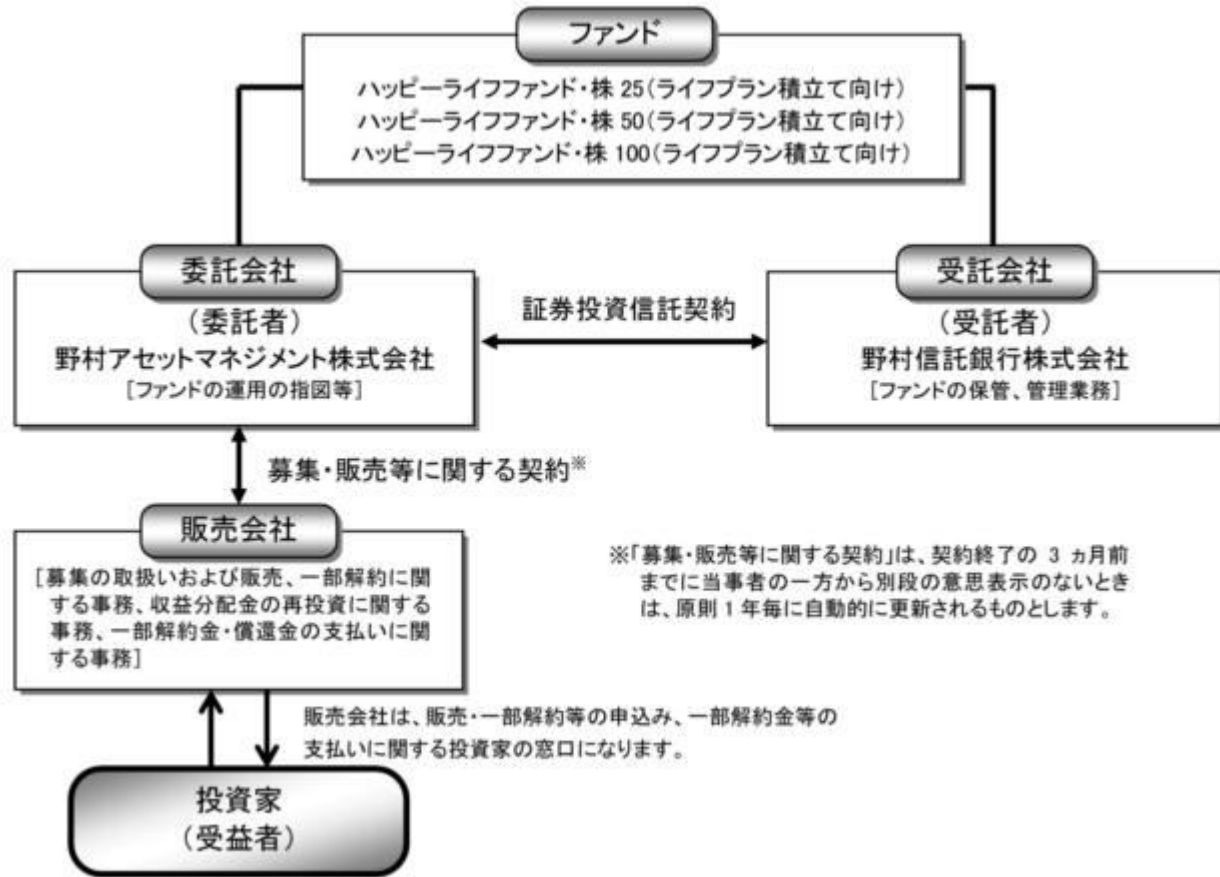 ファンド
ハッピーライフファンド・株 25(ライフプラン積立て向け)
ハッピーライフファンド・株 50(ライフプラン積立て向け)
ハッピーライフファンド・株 100(ライフプラン積立て向け)
委託会社
(委託者)
野村アセットマネジメント株式会社
[ファンドの運用の指図等]
証券投資信託契約
受託会社
(受託者)
野村信託銀行株式会社
[ファンドの保管、管理業務]
募集・販売等に関する契約※
販売会社
[募集の取扱いおよび販売、一部解約に関
する事務、収益分配金の再投資に関する
事務、一部解約金・償還金の支払いに関
する事務]
※「募集・販売等に関する契約」は、契約終了の 3 ヵ月前
までに当事者の一方から別段の意思表示のないとき
は、原則 1 年毎に自動的に更新されるものとします。
販売会社は、販売・一部解約等の申込み、一部解約金等の
支払いに関する投資家の窓口になります。
投資家
(受益者)